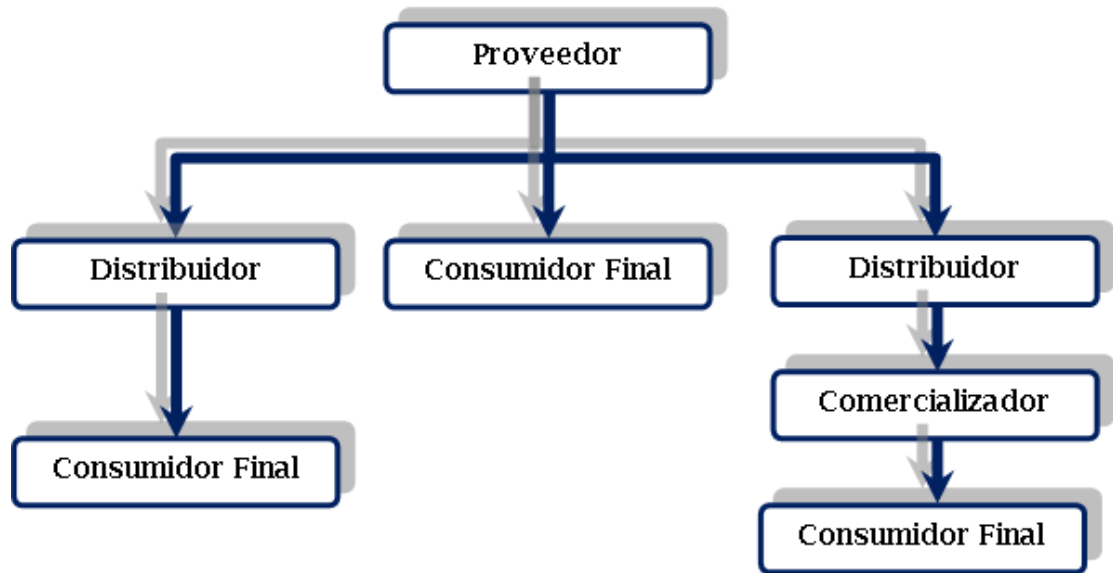 Proveedor
Distribuidor
Consumidor Final
Distribuidor
Comercializador
Consumidor Final
Consumidor Final